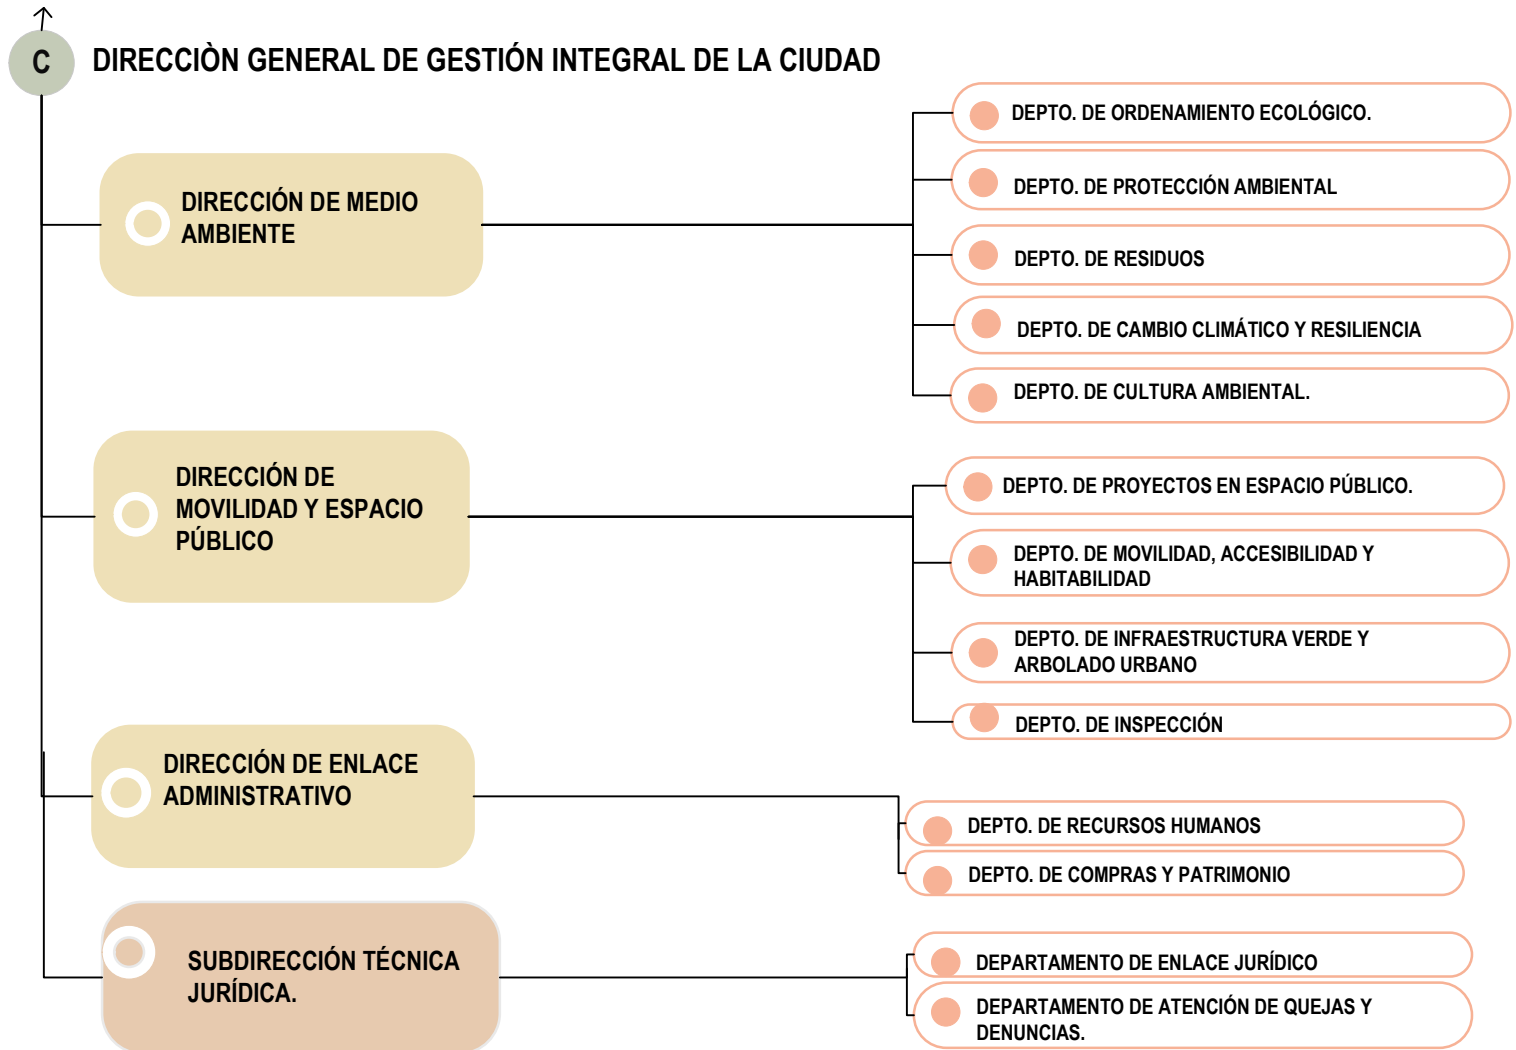 C
DIRECCIÒN GENERAL DE GESTIÓN INTEGRAL DE LA CIUDAD
DIRECCIÓN DE MEDIO
AMBIENTE
DEPTO. DE ORDENAMIENTO ECOLÓGICO.
DEPTO. DE PROTECCIÓN AMBIENTAL
DEPTO. DE RESIDUOS
DEPTO. DE CAMBIO CLIMÁTICO Y RESILIENCIA
DEPTO. DE CULTURA AMBIENTAL.
DIRECCIÓN DE
MOVILIDAD Y ESPACIO
PÚBLICO
DEPTO. DE PROYECTOS EN ESPACIO PÚBLICO.
DEPTO. DE MOVILIDAD, ACCESIBILIDAD Y
HABITABILIDAD
DEPTO. DE INFRAESTRUCTURA VERDE Y
ARBOLADO URBANO
DEPTO. DE INSPECCIÓN
DIRECCIÓN DE ENLACE
ADMINISTRATIVO
DEPTO. DE RECURSOS HUMANOS
DEPTO. DE COMPRAS Y PATRIMONIO
SUBDIRECCIÓN TÉCNICA
JURÍDICA.
DEPARTAMENTO DE ENLACE JURÍDICO
DEPARTAMENTO DE ATENCIÓN DE QUEJAS Y
DENUNCIAS.